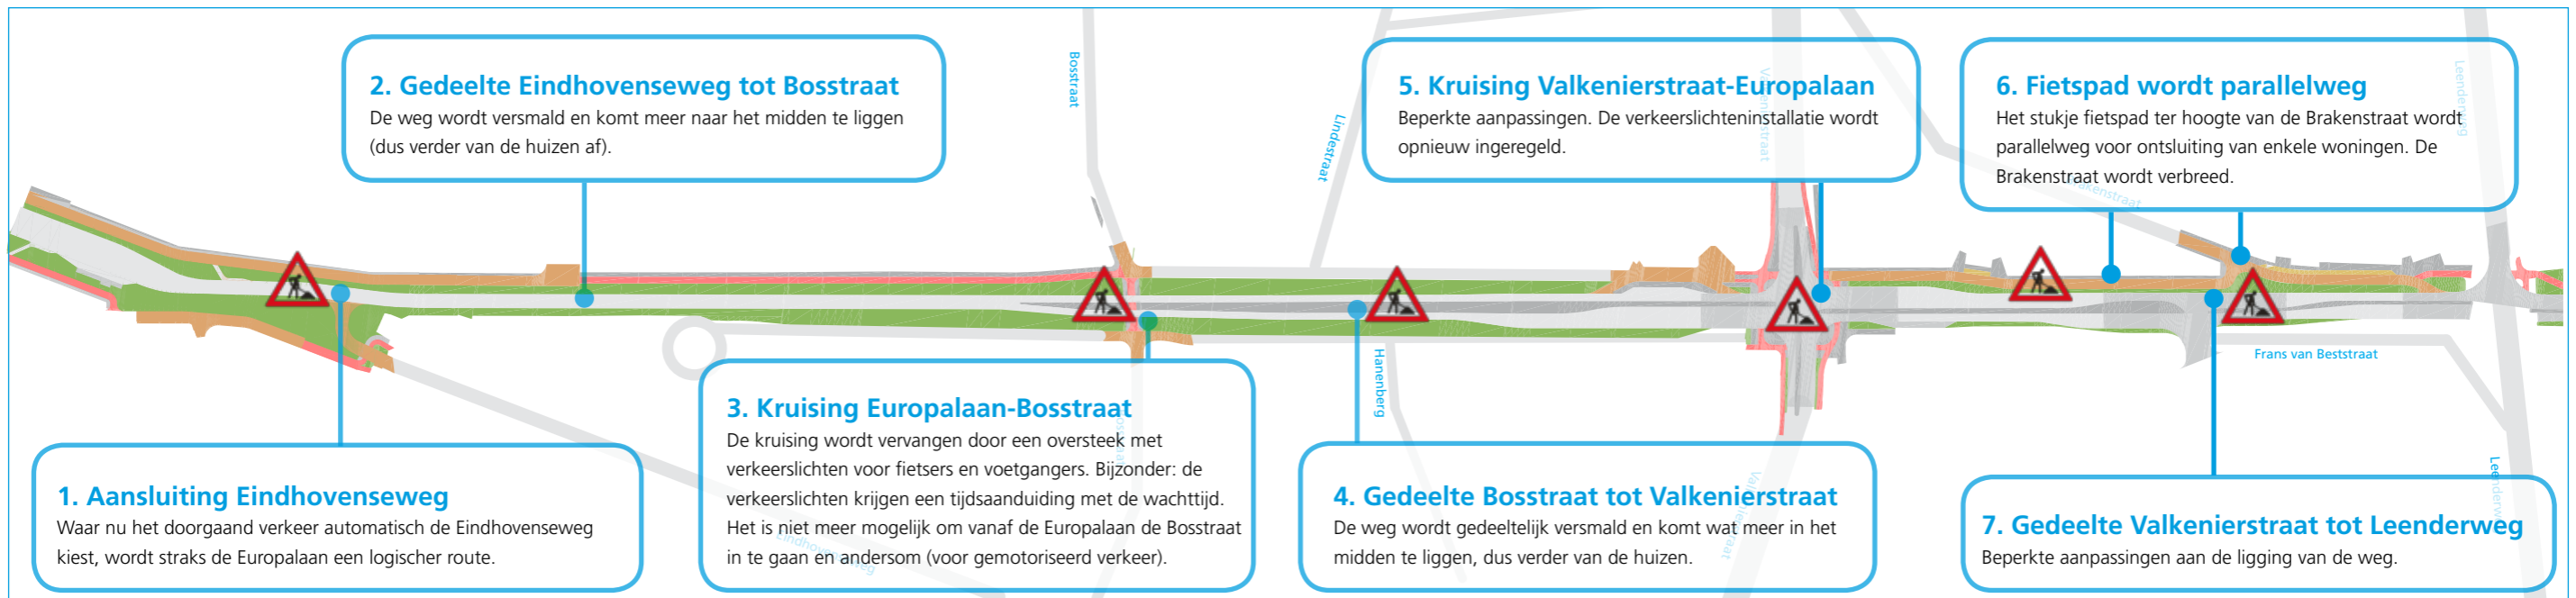 2. Gedeelte Eindhovenseweg tot Bosstraat
De weg wordt versmald en komt meer naar het midden te liggen
(dus verder van de huizen af).
Bosstraat
Lindestraat
5. Kruising Valkenierstraat-Europalaan
Beperkte aanpassingen. De verkeerslichteninstallatie wordt
opnieuw ingeregeld.
Valkenierstraat
6. Fietspad wordt parallelweg
Het stukje fietspad ter hoogte van de Brakenstraat wordt
parallelweg voor ontsluiting van enkele woningen. De
Brakenstraat wordt verbreed.
Leenderweg
Brakenstraat
1. Aansluiting Eindhovenseweg
Waar nu het doorgaand verkeer automatisch de Eindhovenseweg
kiest, wordt straks de Europalaan een logischer route.
3. Kruising Europalaan-Bosstraat
De kruising wordt vervangen door een oversteek met
verkeerslichten voor fietsers en voetgangers. Bijzonder: de
verkeerslichten krijgen een tijdsaanduiding met de wachttijd.
Het is niet meer mogelijk om vanaf de Europalaan de Bosstraat
in te gaan en andersom (voor gemotoriseerd verkeer).
Bosstraat
Eindhovenseweg
Hanenberg
4. Gedeelte Bosstraat tot Valkenierstraat
De weg wordt gedeeltelijk versmald en komt wat meer in het
midden te liggen, dus verder van de huizen.
Valkenierstraat
Frans van Beststraat
Leenderweg
7. Gedeelte Valkenierstraat tot Leenderweg
Beperkte aanpassingen aan de ligging van de weg.